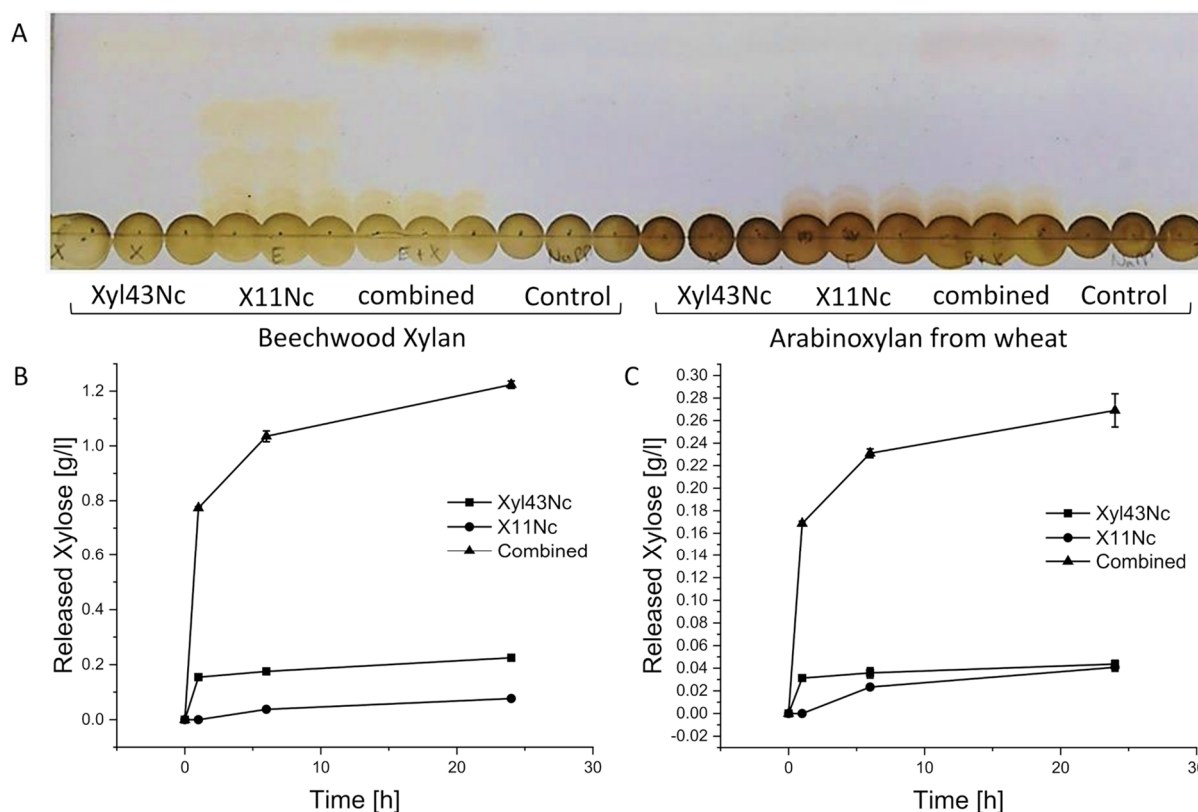 A
X X E E+X X E E+X
Xyl43Nc X11Nc combined Control Xyl43Nc X11Nc combined Control
Beechwood Xylan Arabinoxylan from wheat
B
Released Xylose [g/l]
1.2
1.0
0.8
0.6
0.4
0.2
0.0
Xyl43Nc
X11Nc
Combined
0 10 20 30
Time [h]
C
Released Xylose [g/l]
0.30
0.28
0.26
0.24
0.22
0.20
0.18
0.16
0.14
0.12
0.10
0.08
0.06
0.04
0.02
0.00
-0.02
Xyl43Nc
X11Nc
Combined
0 10 20 30
Time [h]